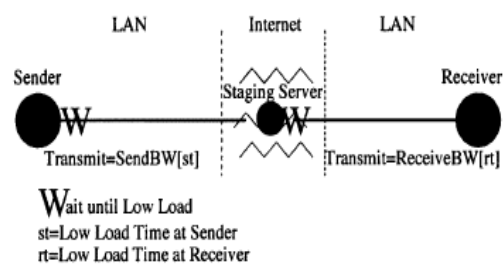 LAN Internet LAN
Sender Receiver
Staging Server
W W
Transmit=SendBW[st] Transmit=ReceiveBW[rt]
Wait until Low Load
st=Low Load Time at Sender
rt=Low Load Time at Receiver